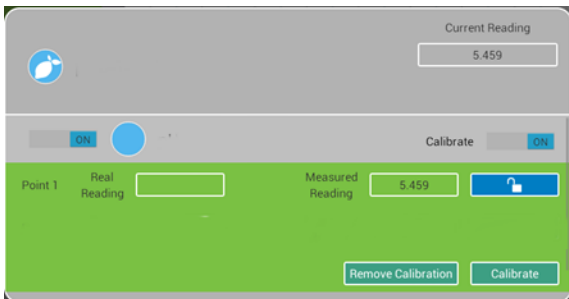 Current Reading
5.459
ON
Calibrate
ON
Point 1
Real
Reading
Measured
Reading
5.459
Remove Calibration
Calibrate